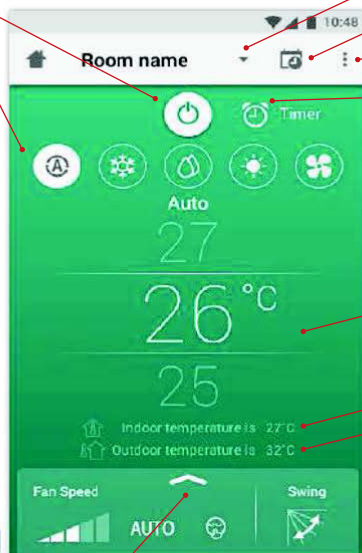 10:48
Room name
Timer
Auto
27
26°C
25
Indoor temperature is 27°C
Outdoor temperature is 32°C
Fan Speed
Swing
AUTO